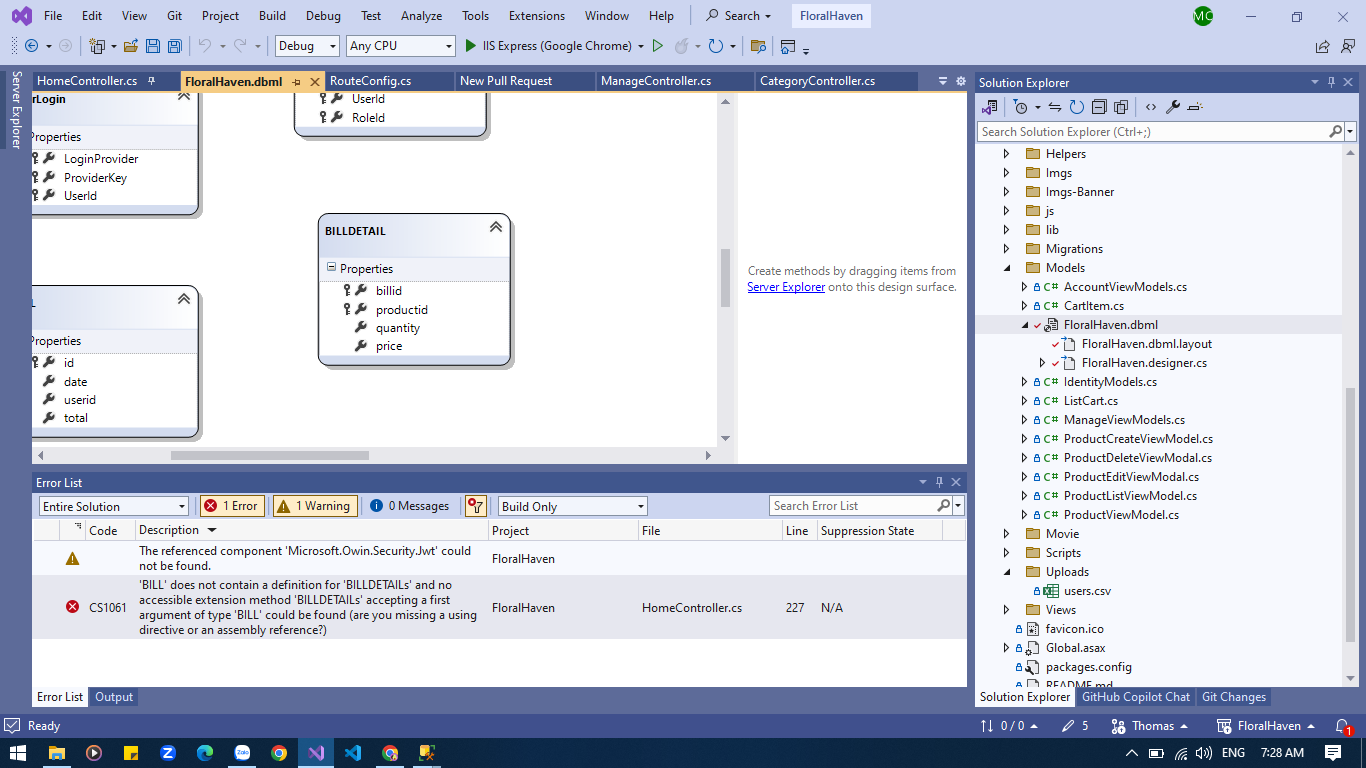 File Edit View Git Project Build Debug Test Analyze Tools Extensions Window Help Search FloralHaven MC
Debug Any CPU IIS Express (Google Chrome)
Server Explorer
HomeController.cs FloralHaven.dbml RouteConfig.cs New Pull Request ManageController.cs CategoryController.cs
rLogin
Properties
LoginProvider
ProviderKey
UserId
UserId
RoleId
BILLDETAIL
Properties
billid
productid
quantity
price
L
Properties
id
date
userid
total
Create methods by dragging items from
Server Explorer onto this design surface.
Error List
Entire Solution 1 Error 1 Warning 0 Messages Build Only Search Error List
Code Description Project File Line Suppression State
The referenced component 'Microsoft.Owin.Security.Jwt' could
not be found.
FloralHaven
CS1061
'BILL' does not contain a definition for 'BILLDETAILs' and no
accessible extension method 'BILLDETAILs' accepting a first
argument of type 'BILL' could be found (are you missing a using
directive or an assembly reference?)
FloralHaven HomeController.cs 227 N/A
Error List Output
Solution Explorer
Search Solution Explorer (Ctrl+;)
Helpers
Imgs
Imgs-Banner
js
lib
Migrations
Models
C# AccountViewModels.cs
C# CartItem.cs
FloralHaven.dbml
FloralHaven.dbml.layout
FloralHaven.designer.cs
C# IdentityModels.cs
C# ListCart.cs
C# ManageViewModels.cs
C# ProductCreateViewModel.cs
C# ProductDeleteViewModal.cs
C# ProductEditViewModal.cs
C# ProductListViewModel.cs
C# ProductViewModel.cs
Movie
Scripts
Uploads
users.csv
Views
favicon.ico
Global.asax
packages.config
README.md
Solution Explorer GitHub Copilot Chat Git Changes
Ready 0 / 0 5 Thomas FloralHaven 1
Z Zalo ENG 7:28 AM